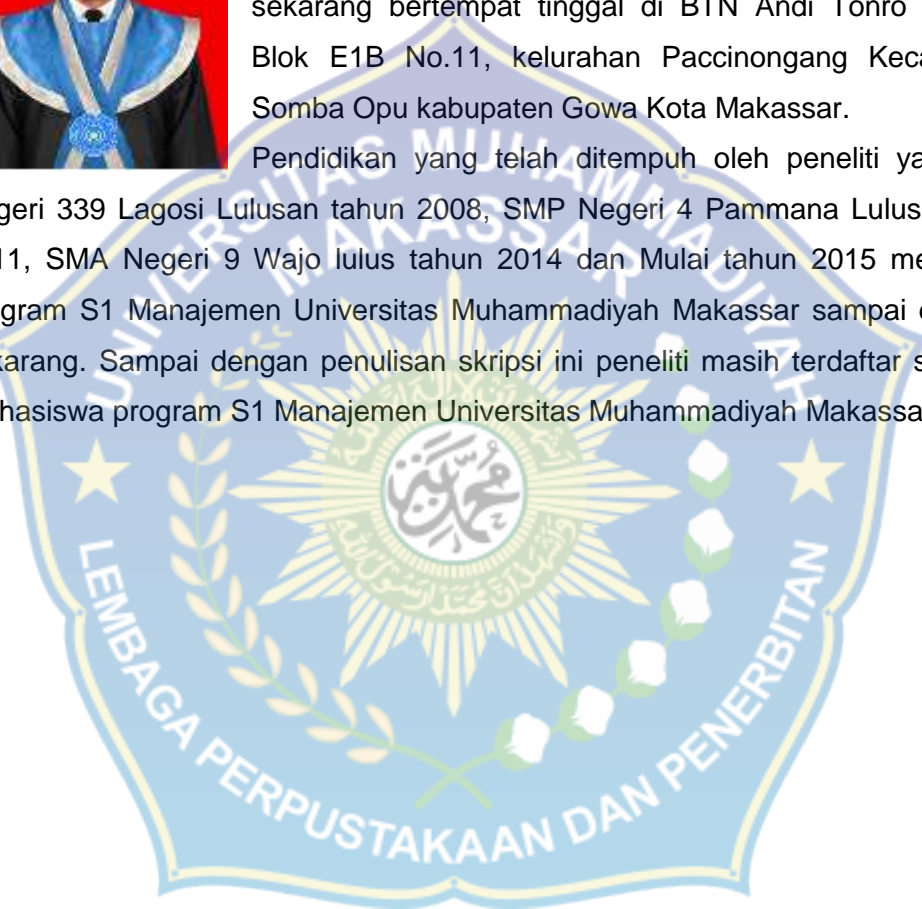 sekarang bertempat tinggal di BTN Andi Tonro
Blok E1B No.11, kelurahan Paccinongang Keca
Somba Opu kabupaten Gowa Kota Makassar.
Pendidikan yang telah ditempuh oleh peneliti ya
geri 339 Lagosi Lulusan tahun 2008, SMP Negeri 4 Pammana Lulus
11, SMA Negeri 9 Wajo lulus tahun 2014 dan Mulai tahun 2015 me
gram S1 Manajemen Universitas Muhammadiyah Makassar sampai
karang. Sampai dengan penulisan skripsi ini peneliti masih terdaftar s
hasiswa program S1 Manajemen Universitas Muhammadiyah Makassa
UNIVERSITAS MUHAMMADIYAH
MAKASSAR
محمدية
LEMBAGA PERPUSTAKAAN DAN PENERBITAN